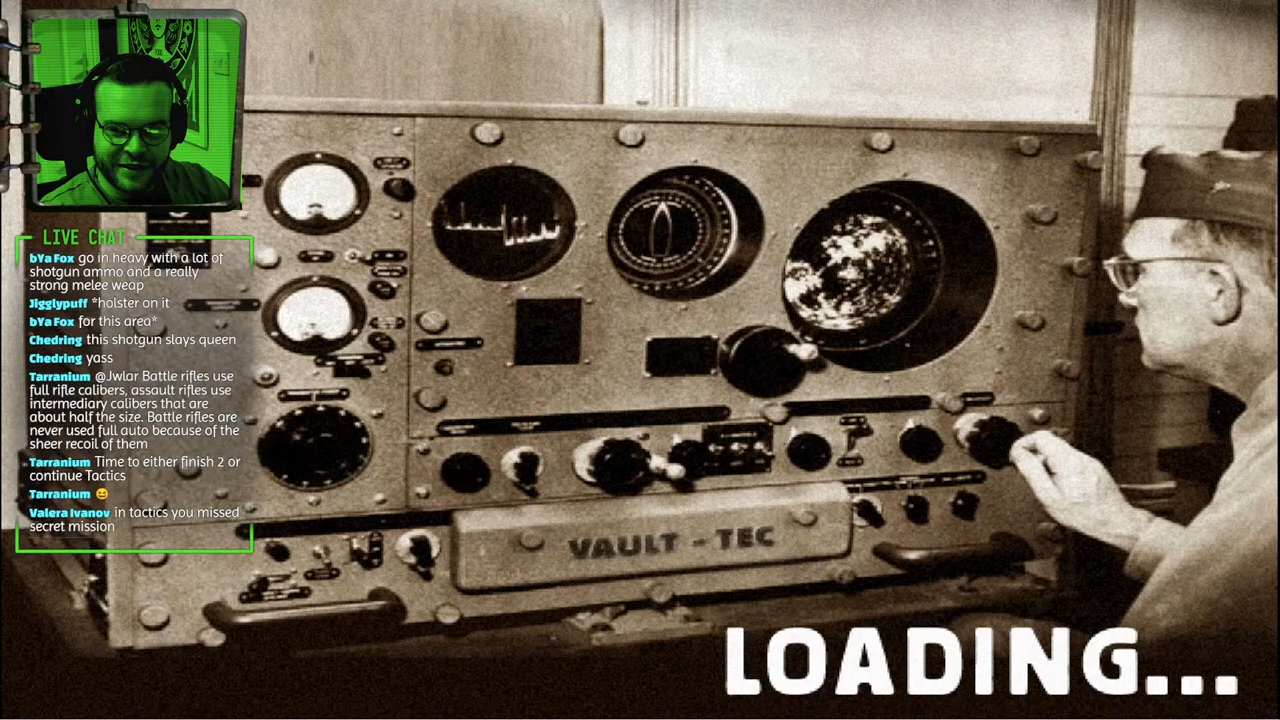 LIVE CHAT
bYa Fox go in heavy with a lot of
shotgun ammo and a really
strong melee weap
Jigglypuff *holster on it
bYa Fox for this area*
Chedring this shotgun slays queen
Chedring yass
Tarranium @Jwlar Battle rifles use
full rifle calibers, assault rifles use
intermediary calibers that are
about half the size. Battle rifles are
never used full auto because of the
sheer recoil of them
Tarranium Time to either finish 2 or
continue Tactics
Tarranium 😆
Valera Ivanov in tactics you missed
secret mission
VAULT-TEC
LOADING...